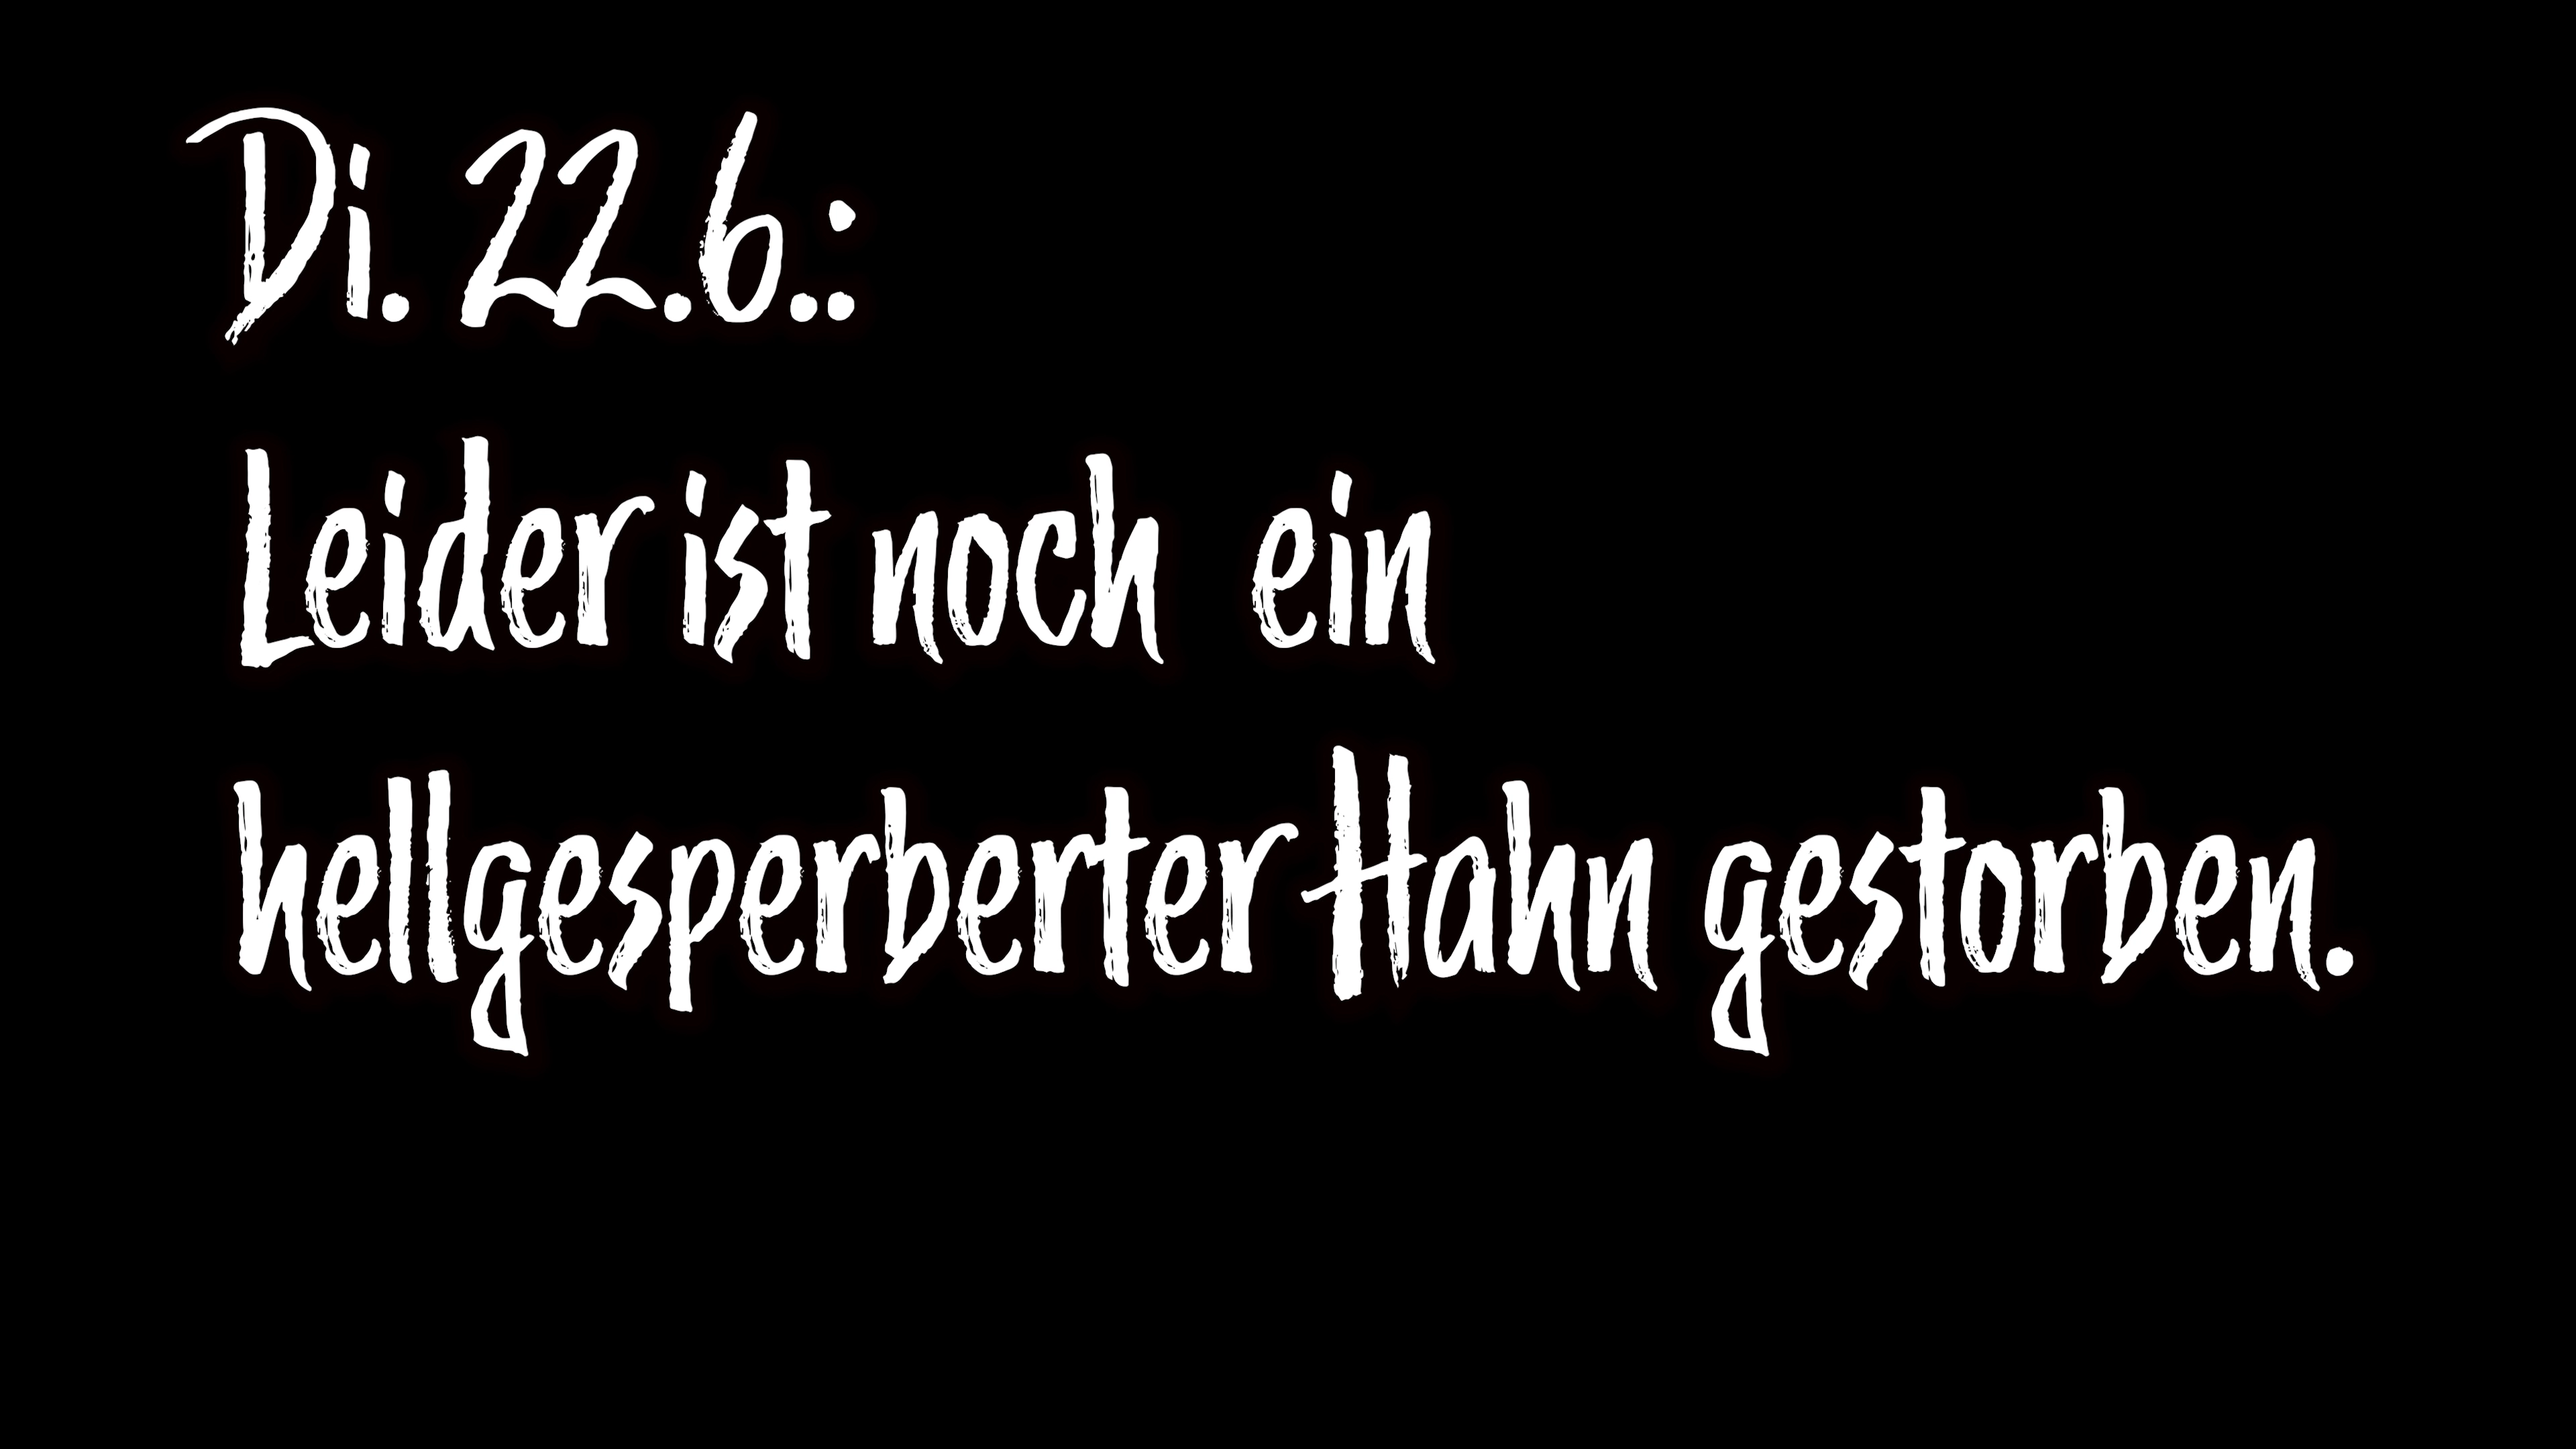 Di. 22.6.:
Leider ist noch  ein
hellgesperberter Hahn gestorben.